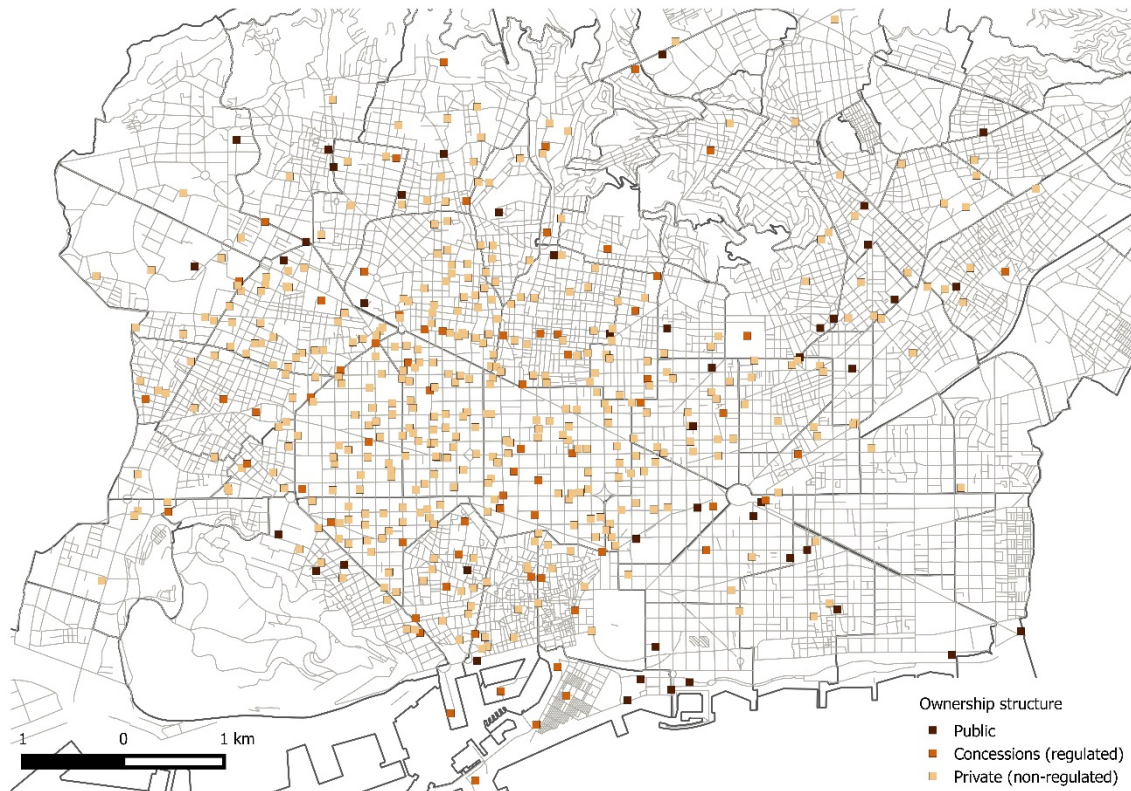 Ownership structure
Public
Concessions (regulated)
Private (non-regulated)
1 0 1 km